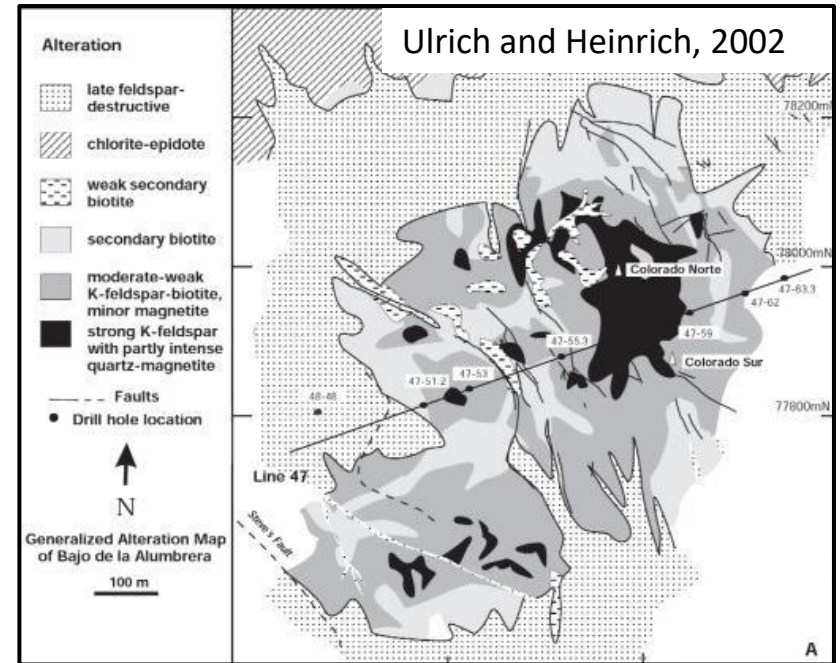 Ulrich and Heinrich, 2002
Alteration
late feldspar-
destructive
chlorite-epidote
weak secondary
biotite
secondary biotite
moderate-weak
K-feldspar-biotite,
minor magnetite
strong K-feldspar
with partly intense
quartz-magnetite
Faults
Drill hole location
N
Generalized Alteration Map
of Bajo de la Alumbrera
100 m
78200mN
78000mN
Colorado Norte
47-63.3
47-62
47-59
47-55.3
Colorado Sur
47-53
47-51.2
48-48
77800mN
Line 47
Steve's Fault
A